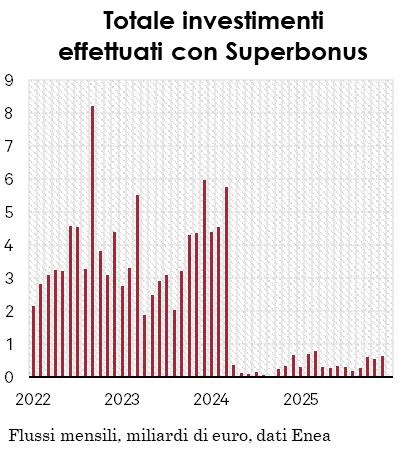 Totale investimenti
effettuati con Superbonus
9
8
7
6
5
4
3
2
1
0
2022 2023 2024 2025
Flussi mensili, miliardi di euro, dati Enea